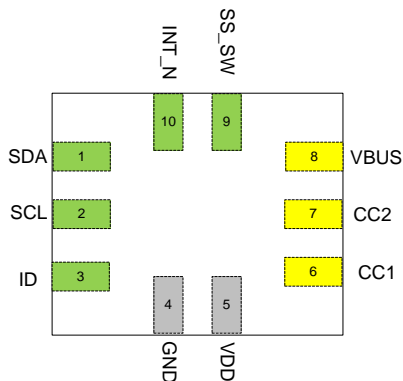 INT_N
SS_SW
10
9
SDA
1
8
VBUS
SCL
2
7
CC2
ID
3
6
CC1
4
5
GND
VDD